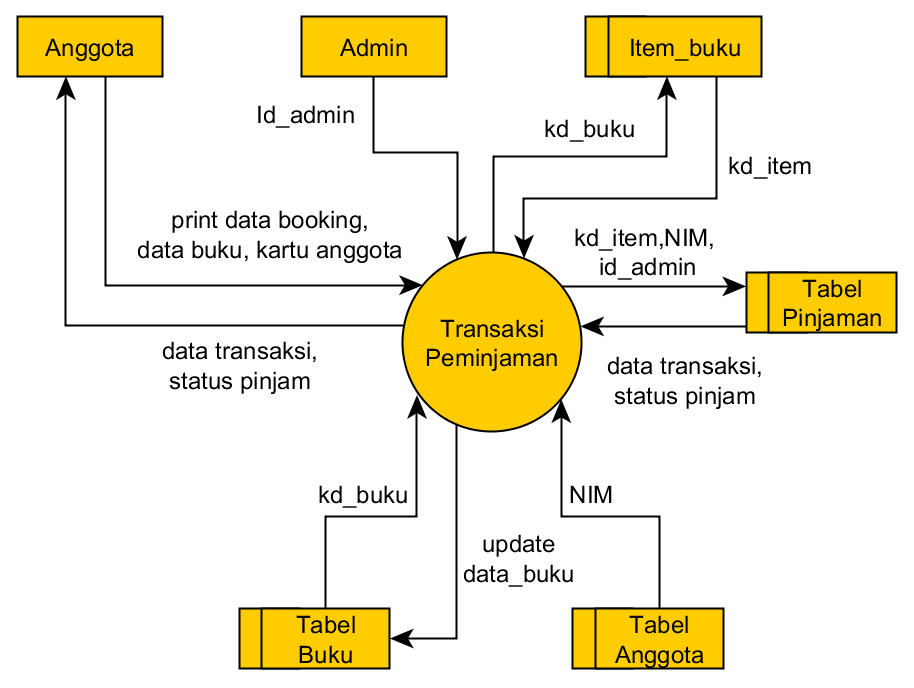 Anggota
Admin
Item_buku
Id_admin
kd_buku
kd_item
print data booking,
data buku, kartu anggota
kd_item,NIM,
id_admin
Tabel
Pinjaman
Transaksi
Peminjaman
data transaksi,
status pinjam
data transaksi,
status pinjam
kd_buku
NIM
update
data_buku
Tabel
Buku
Tabel
Anggota